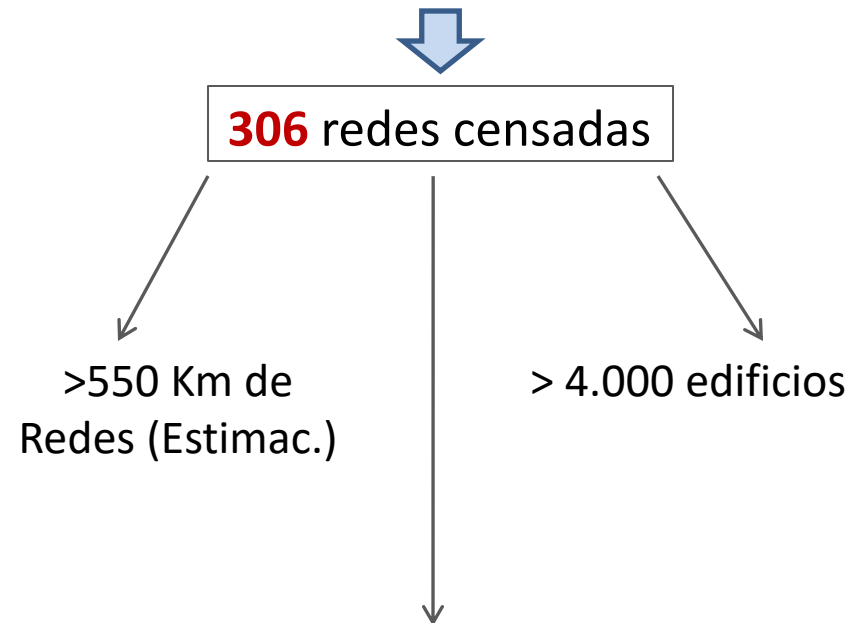 306 redes censadas
>550 Km de
Redes (Estimac.)
> 4.000 edificios